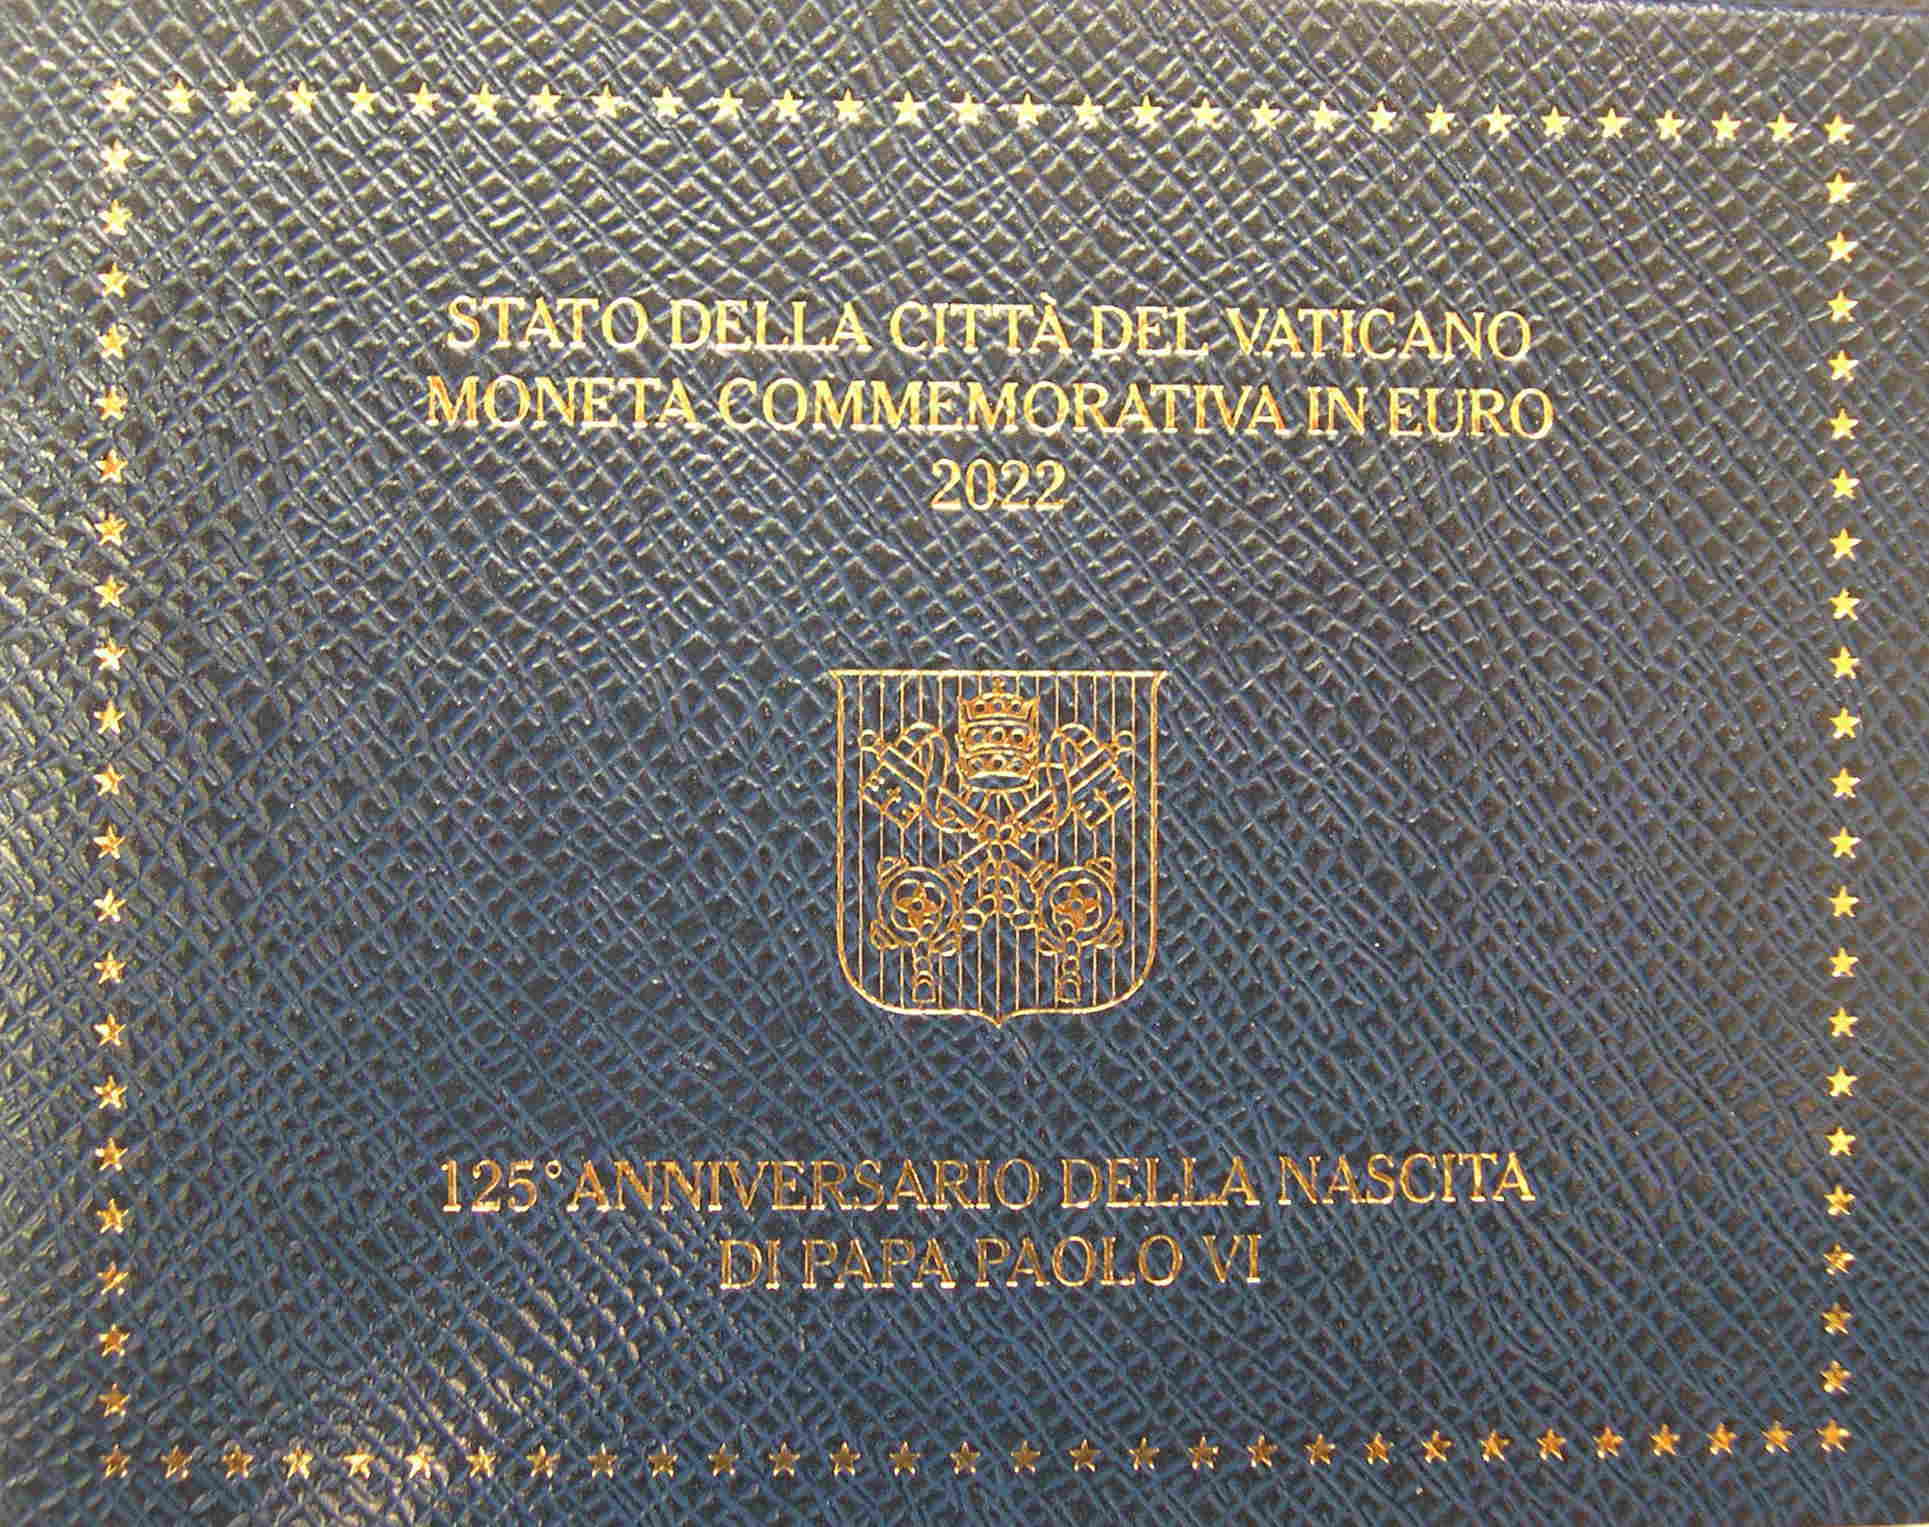 STATO DELLA CITTÀ DEL VATICANO
MONETA COMMEMORATIVA IN EURO
2022
125° ANNIVERSARIO DELLA NASCITA
DI PAPA PAOLO VI